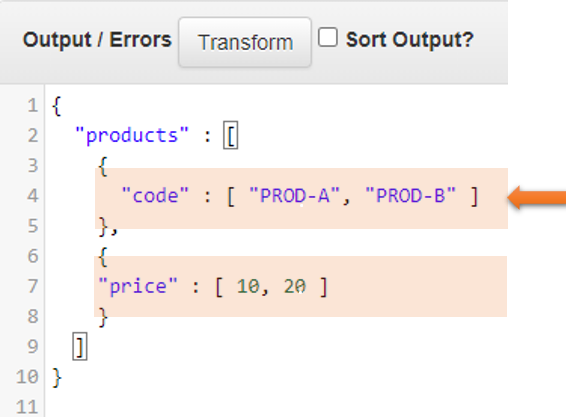 Output / Errors Transform Sort Output?
1 {
2 "products" : [
3 {
4 "code" : [ "PROD-A", "PROD-B" ]
5 },
6 {
7 "price" : [ 10, 20 ]
8 }
9 ]
10 }
11